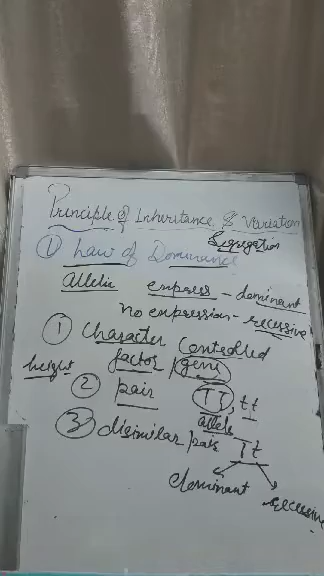 Principle of Inheritance & Variation
Segregation
① Law of Dominance
allelic express - dominant
no expression - recessive
① Character Controlled
factor / gene
height
② pair TT, tt
allele
③ disimilar / pair Tt
dominant recessive